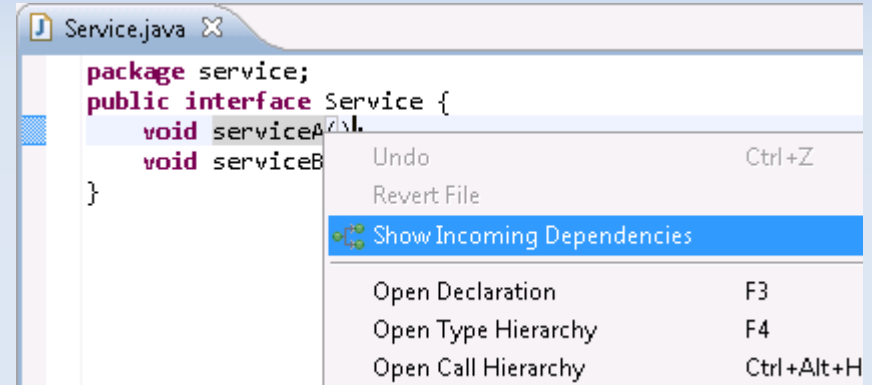 J Service.java
package service;
public interface Service {
void serviceA()
void serviceB
}
Undo Ctrl+Z
Revert File
Show Incoming Dependencies
Open Declaration F3
Open Type Hierarchy F4
Open Call Hierarchy Ctrl+Alt+H